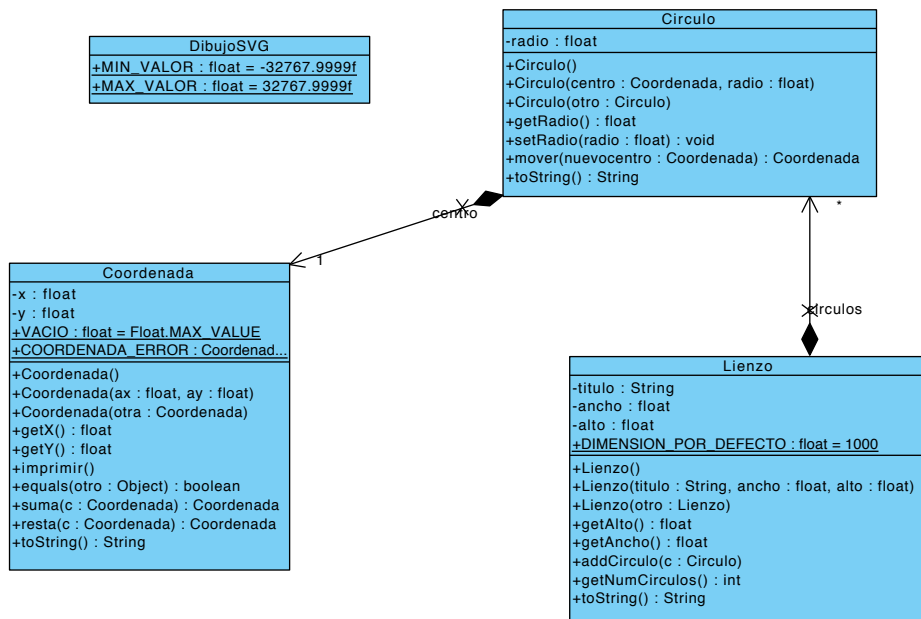 DibujoSVG
+MIN_VALOR : float = -32767.9999f
+MAX_VALOR : float = 32767.9999f
Circulo
-radio : float
+Circulo()
+Circulo(centro : Coordenada, radio : float)
+Circulo(otro : Circulo)
+getRadio() : float
+setRadio(radio : float) : void
+mover(nuevocentro : Coordenada) : Coordenada
+toString() : String
centro
1
*
circulos
Coordenada
-x : float
-y : float
+VACIO : float = Float.MAX_VALUE
+COORDENADA_ERROR : Coordenad...
+Coordenada()
+Coordenada(ax : float, ay : float)
+Coordenada(otra : Coordenada)
+getX() : float
+getY() : float
+imprimir()
+equals(otro : Object) : boolean
+suma(c : Coordenada) : Coordenada
+resta(c : Coordenada) : Coordenada
+toString() : String
Lienzo
-titulo : String
-ancho : float
-alto : float
+DIMENSION_POR_DEFECTO : float = 1000
+Lienzo()
+Lienzo(titulo : String, ancho : float, alto : float)
+Lienzo(otro : Lienzo)
+getAlto() : float
+getAncho() : float
+addCirculo(c : Circulo)
+getNumCirculos() : int
+toString() : String